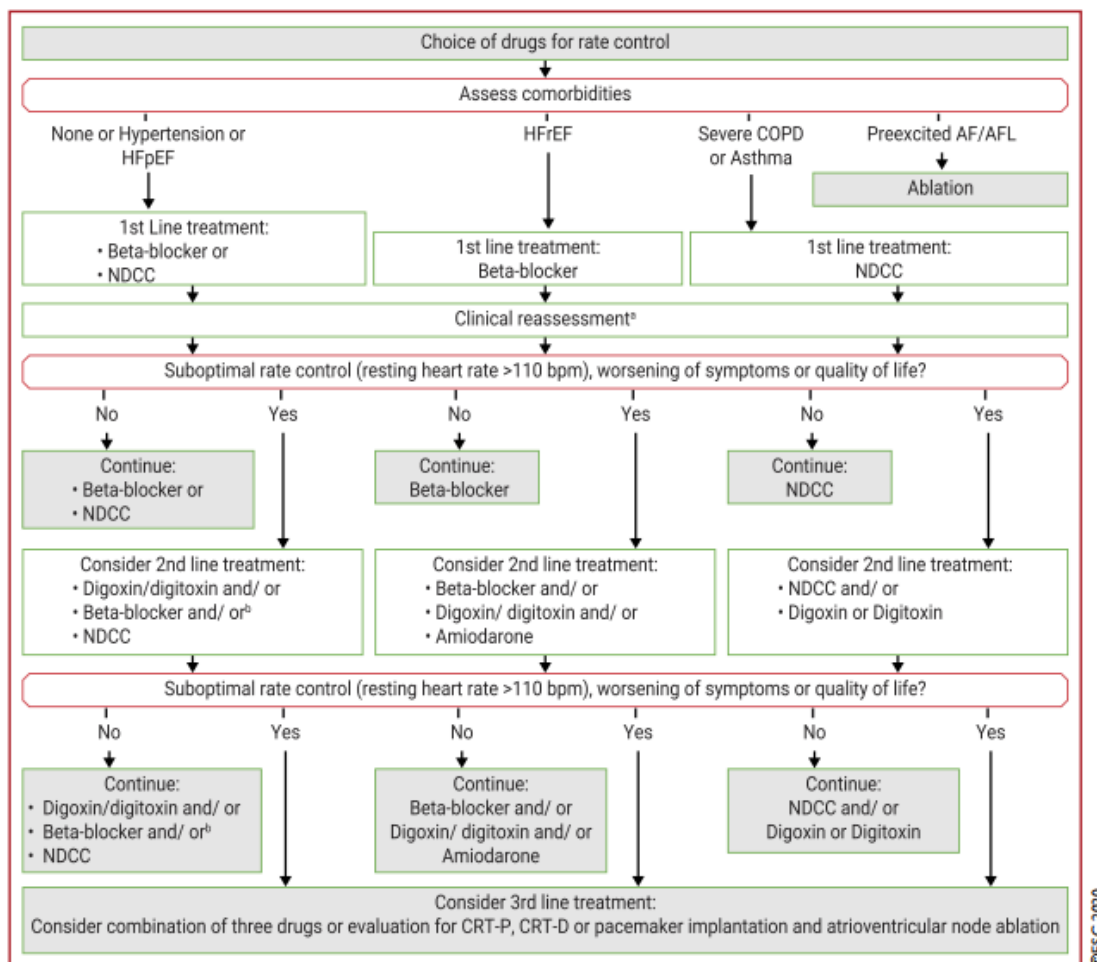 Choice of drugs for rate control
Assess comorbidities
None or Hypertension or
HFpEF
HFrEF
Severe COPD
or Asthma
Preexcited AF/AFL
Ablation
1st Line treatment:
• Beta-blocker or
• NDCC
1st line treatment:
Beta-blocker
1st line treatment:
NDCC
Clinical reassessmentᵃ
Suboptimal rate control (resting heart rate >110 bpm), worsening of symptoms or quality of life?
No
Yes
No
Yes
No
Yes
Continue:
• Beta-blocker or
• NDCC
Continue:
Beta-blocker
Continue:
NDCC
Consider 2nd line treatment:
• Digoxin/digitoxin and/ or
• Beta-blocker and/ orᵇ
• NDCC
Consider 2nd line treatment:
• Beta-blocker and/ or
• Digoxin/ digitoxin and/ or
• Amiodarone
Consider 2nd line treatment:
• NDCC and/ or
• Digoxin or Digitoxin
Suboptimal rate control (resting heart rate >110 bpm), worsening of symptoms or quality of life?
No
Yes
No
Yes
No
Yes
Continue:
• Digoxin/digitoxin and/ or
• Beta-blocker and/ orᵇ
• NDCC
Continue:
Beta-blocker and/ or
Digoxin/ digitoxin and/ or
Amiodarone
Continue:
NDCC and/ or
Digoxin or Digitoxin
Consider 3rd line treatment:
Consider combination of three drugs or evaluation for CRT-P, CRT-D or pacemaker implantation and atrioventricular node ablation
©ESC 2020